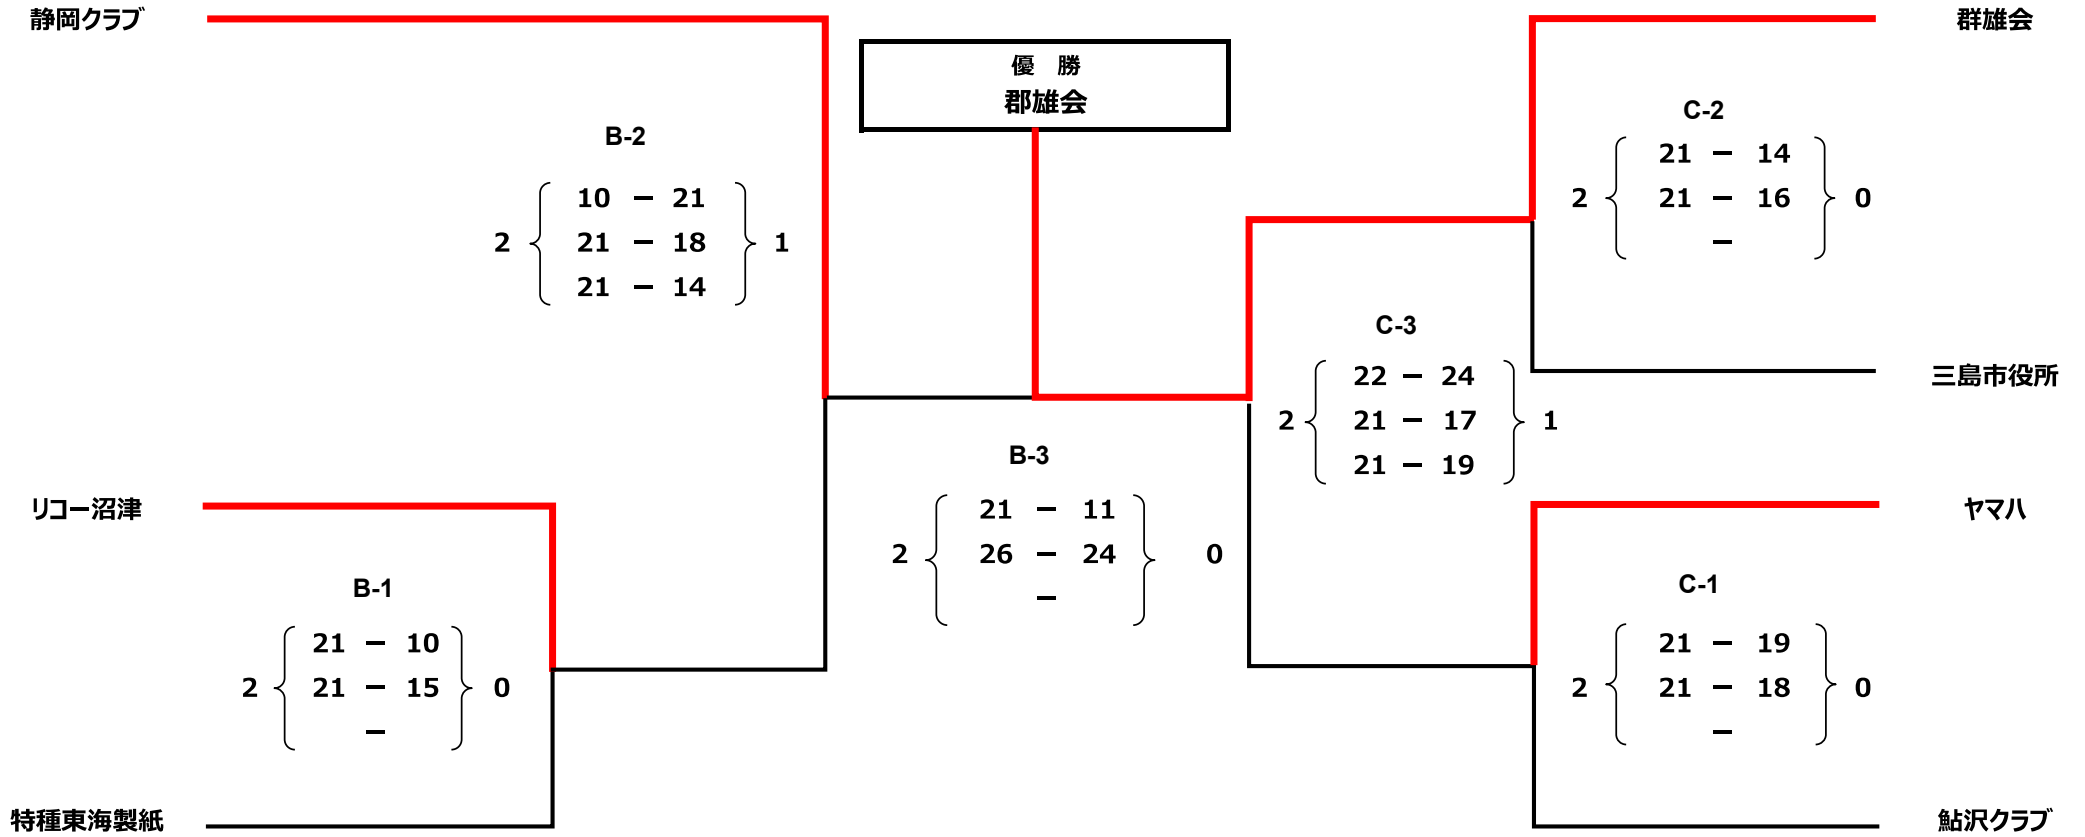 静岡クラブ
群雄会
優　勝
郡雄会
C-2
21 － 14
2 21 － 16 0
－
B-2
10 － 21
2 21 － 18 1
21 － 14
C-3
22 － 24
2 21 － 17 1
21 － 19
三島市役所
B-3
21 － 11
2 26 － 24 0
－
リコー沼津
ヤマハ
B-1
21 － 10
2 21 － 15 0
－
C-1
21 － 19
2 21 － 18 0
－
特種東海製紙
鮎沢クラブ